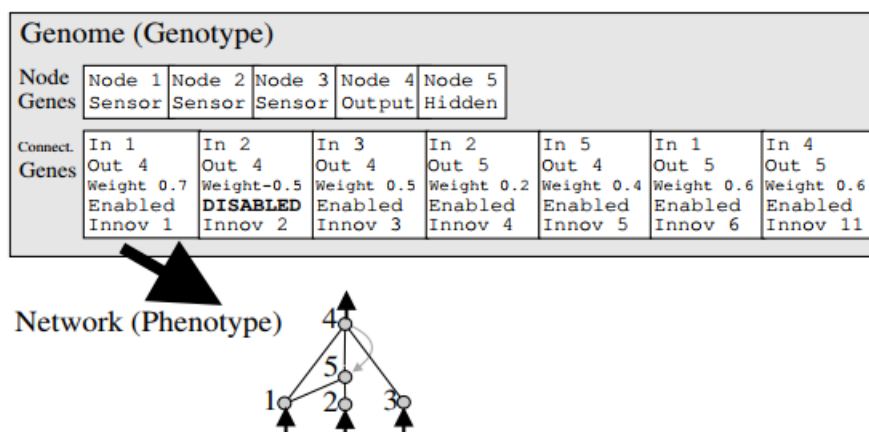 Genome (Genotype)
Node Genes
Node 1 Node 2 Node 3 Node 4 Node 5
Sensor Sensor Sensor Output Hidden
Connect. Genes
In 1 In 2 In 3 In 2 In 5 In 1 In 4
Out 4 Out 4 Out 4 Out 5 Out 4 Out 5 Out 5
Weight 0.7 Weight-0.5 Weight 0.5 Weight 0.2 Weight 0.4 Weight 0.6 Weight 0.6
Enabled DISABLED Enabled Enabled Enabled Enabled Enabled
Innov 1 Innov 2 Innov 3 Innov 4 Innov 5 Innov 6 Innov 11
Network (Phenotype)
4
5
1 2 3